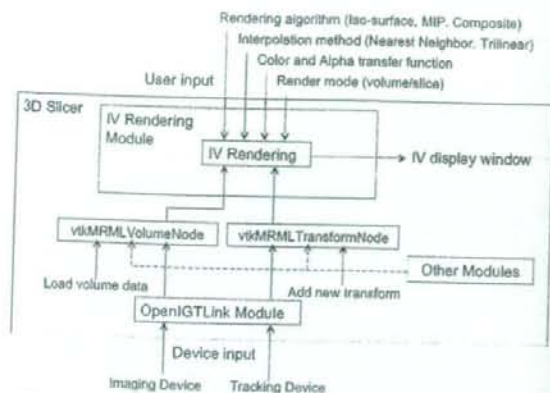 Rendering algorithm (Iso-surface, MIP, Composite)
Interpolation method (Nearest Neighbor, Trilinear)
Color and Alpha transfer function
Render mode (volume/slice)
User input
3D Slicer
IV Rendering
Module
IV Rendering
IV display window
vtkMRMLVolumeNode
vtkMRMLTransformNode
Other Modules
Load volume data
Add new transform
OpenIGTLink Module
Device input
Imaging Device
Tracking Device